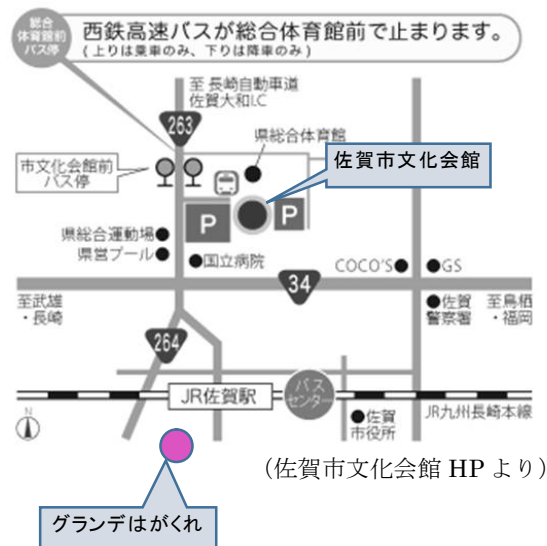 総合
体育館前
バス停
西鉄高速バスが総合体育館前で止まります。
(上りは乗車のみ、下りは降車のみ)
至 長崎自動車道
佐賀大和I.C
263
県総合体育館
佐賀市文化会館
市文化会館前
バス停
P
P
県総合運動場
県営プール
国立病院
COCO'S
GS
34
至武雄
・長崎
佐賀
警察署
至鳥栖
・福岡
264
JR佐賀駅
バス
センター
N
佐賀
市役所
JR九州長崎本線
（佐賀市文化会館 HP より）
グランデはがくれ